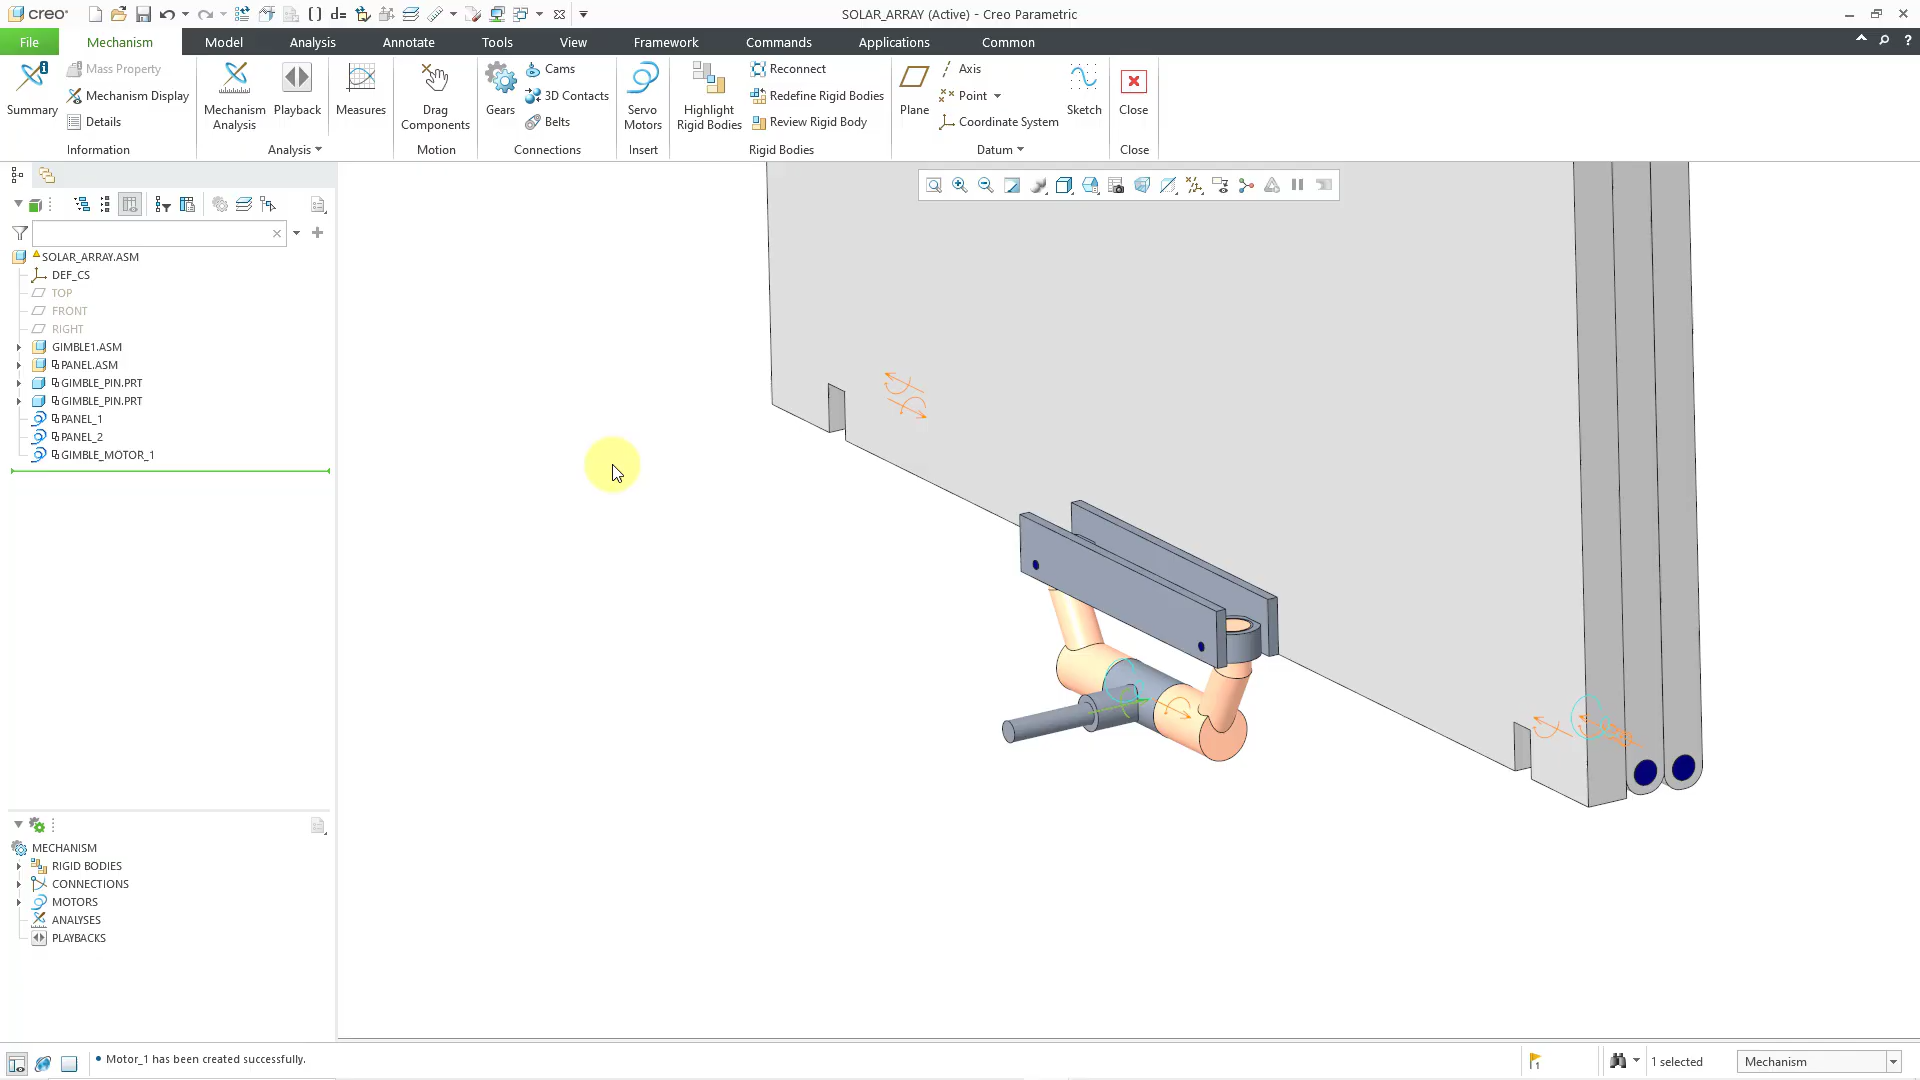 creo
SOLAR_ARRAY (Active) - Creo Parametric
File
Mechanism
Model
Analysis
Annotate
Tools
View
Framework
Commands
Applications
Common
Summary
Mass Property
Mechanism Display
Details
Information
Mechanism
Analysis
Playback
Analysis
Measures
Drag
Components
Motion
Gears
Cams
3D Contacts
Belts
Connections
Servo
Motors
Insert
Highlight
Rigid Bodies
Reconnect
Redefine Rigid Bodies
Review Rigid Body
Rigid Bodies
Plane
Axis
Point
Coordinate System
Sketch
Datum
Close
Close
SOLAR_ARRAY.ASM
DEF_CS
TOP
FRONT
RIGHT
GIMBLE1.ASM
PANEL.ASM
GIMBLE_PIN.PRT
GIMBLE_PIN.PRT
PANEL_1
PANEL_2
GIMBLE_MOTOR_1
MECHANISM
RIGID BODIES
CONNECTIONS
MOTORS
ANALYSES
PLAYBACKS
• Motor_1 has been created successfully.
1
1 selected
Mechanism